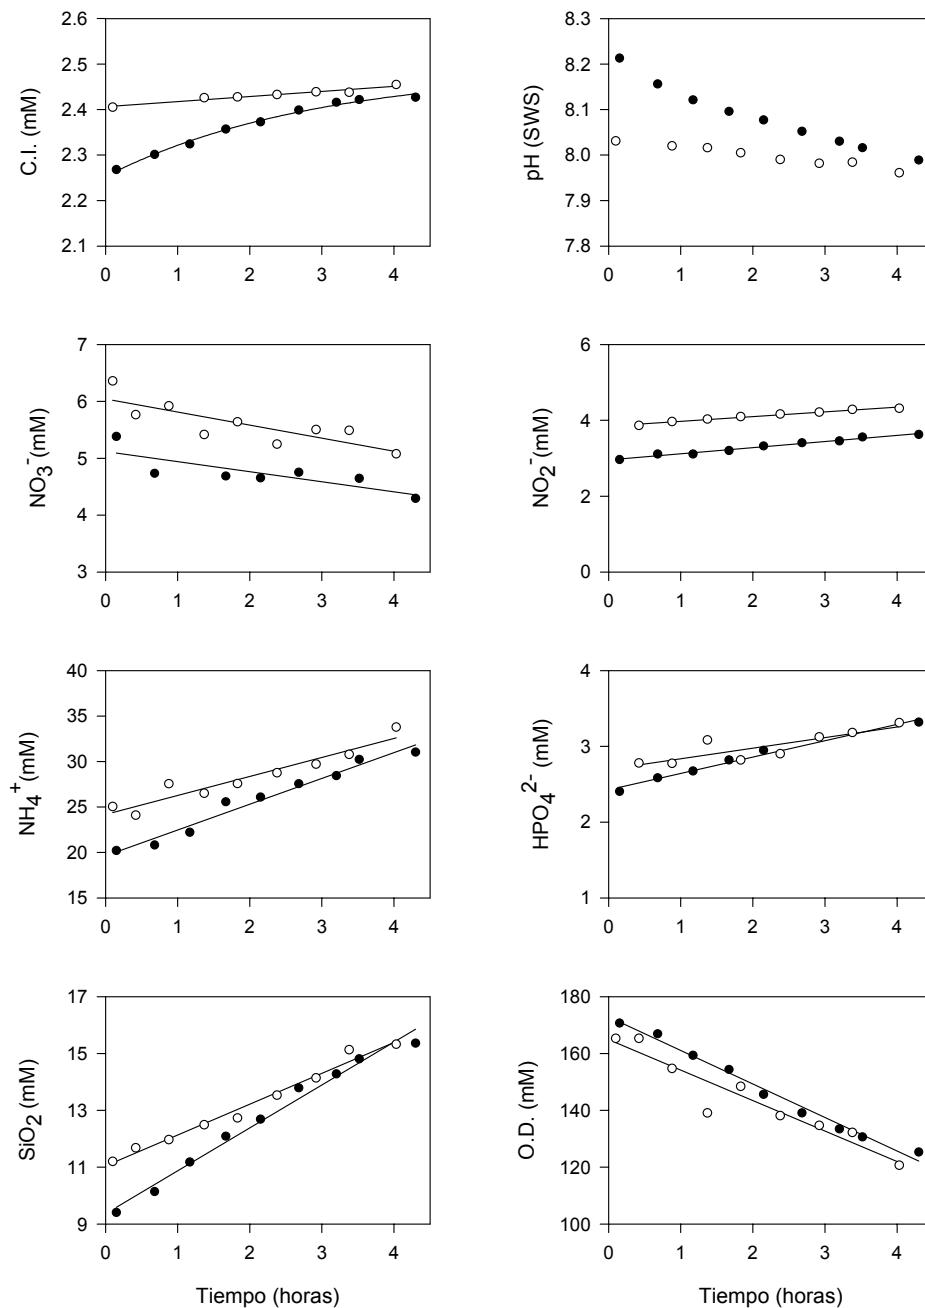 C.I. (mM)
2.6
2.5
2.4
2.3
2.2
2.1
0 1 2 3 4
pH (SWS)
8.3
8.2
8.1
8.0
7.9
7.8
0 1 2 3 4
NO3- (mM)
7
6
5
4
3
0 1 2 3 4
NO2- (mM)
6
4
2
0
0 1 2 3 4
NH4+ (mM)
40
35
30
25
20
15
0 1 2 3 4
HPO42- (mM)
4
3
2
1
0 1 2 3 4
SiO2 (mM)
17
15
13
11
9
0 1 2 3 4
Tiempo (horas)
O.D. (mM)
180
160
140
120
100
0 1 2 3 4
Tiempo (horas)